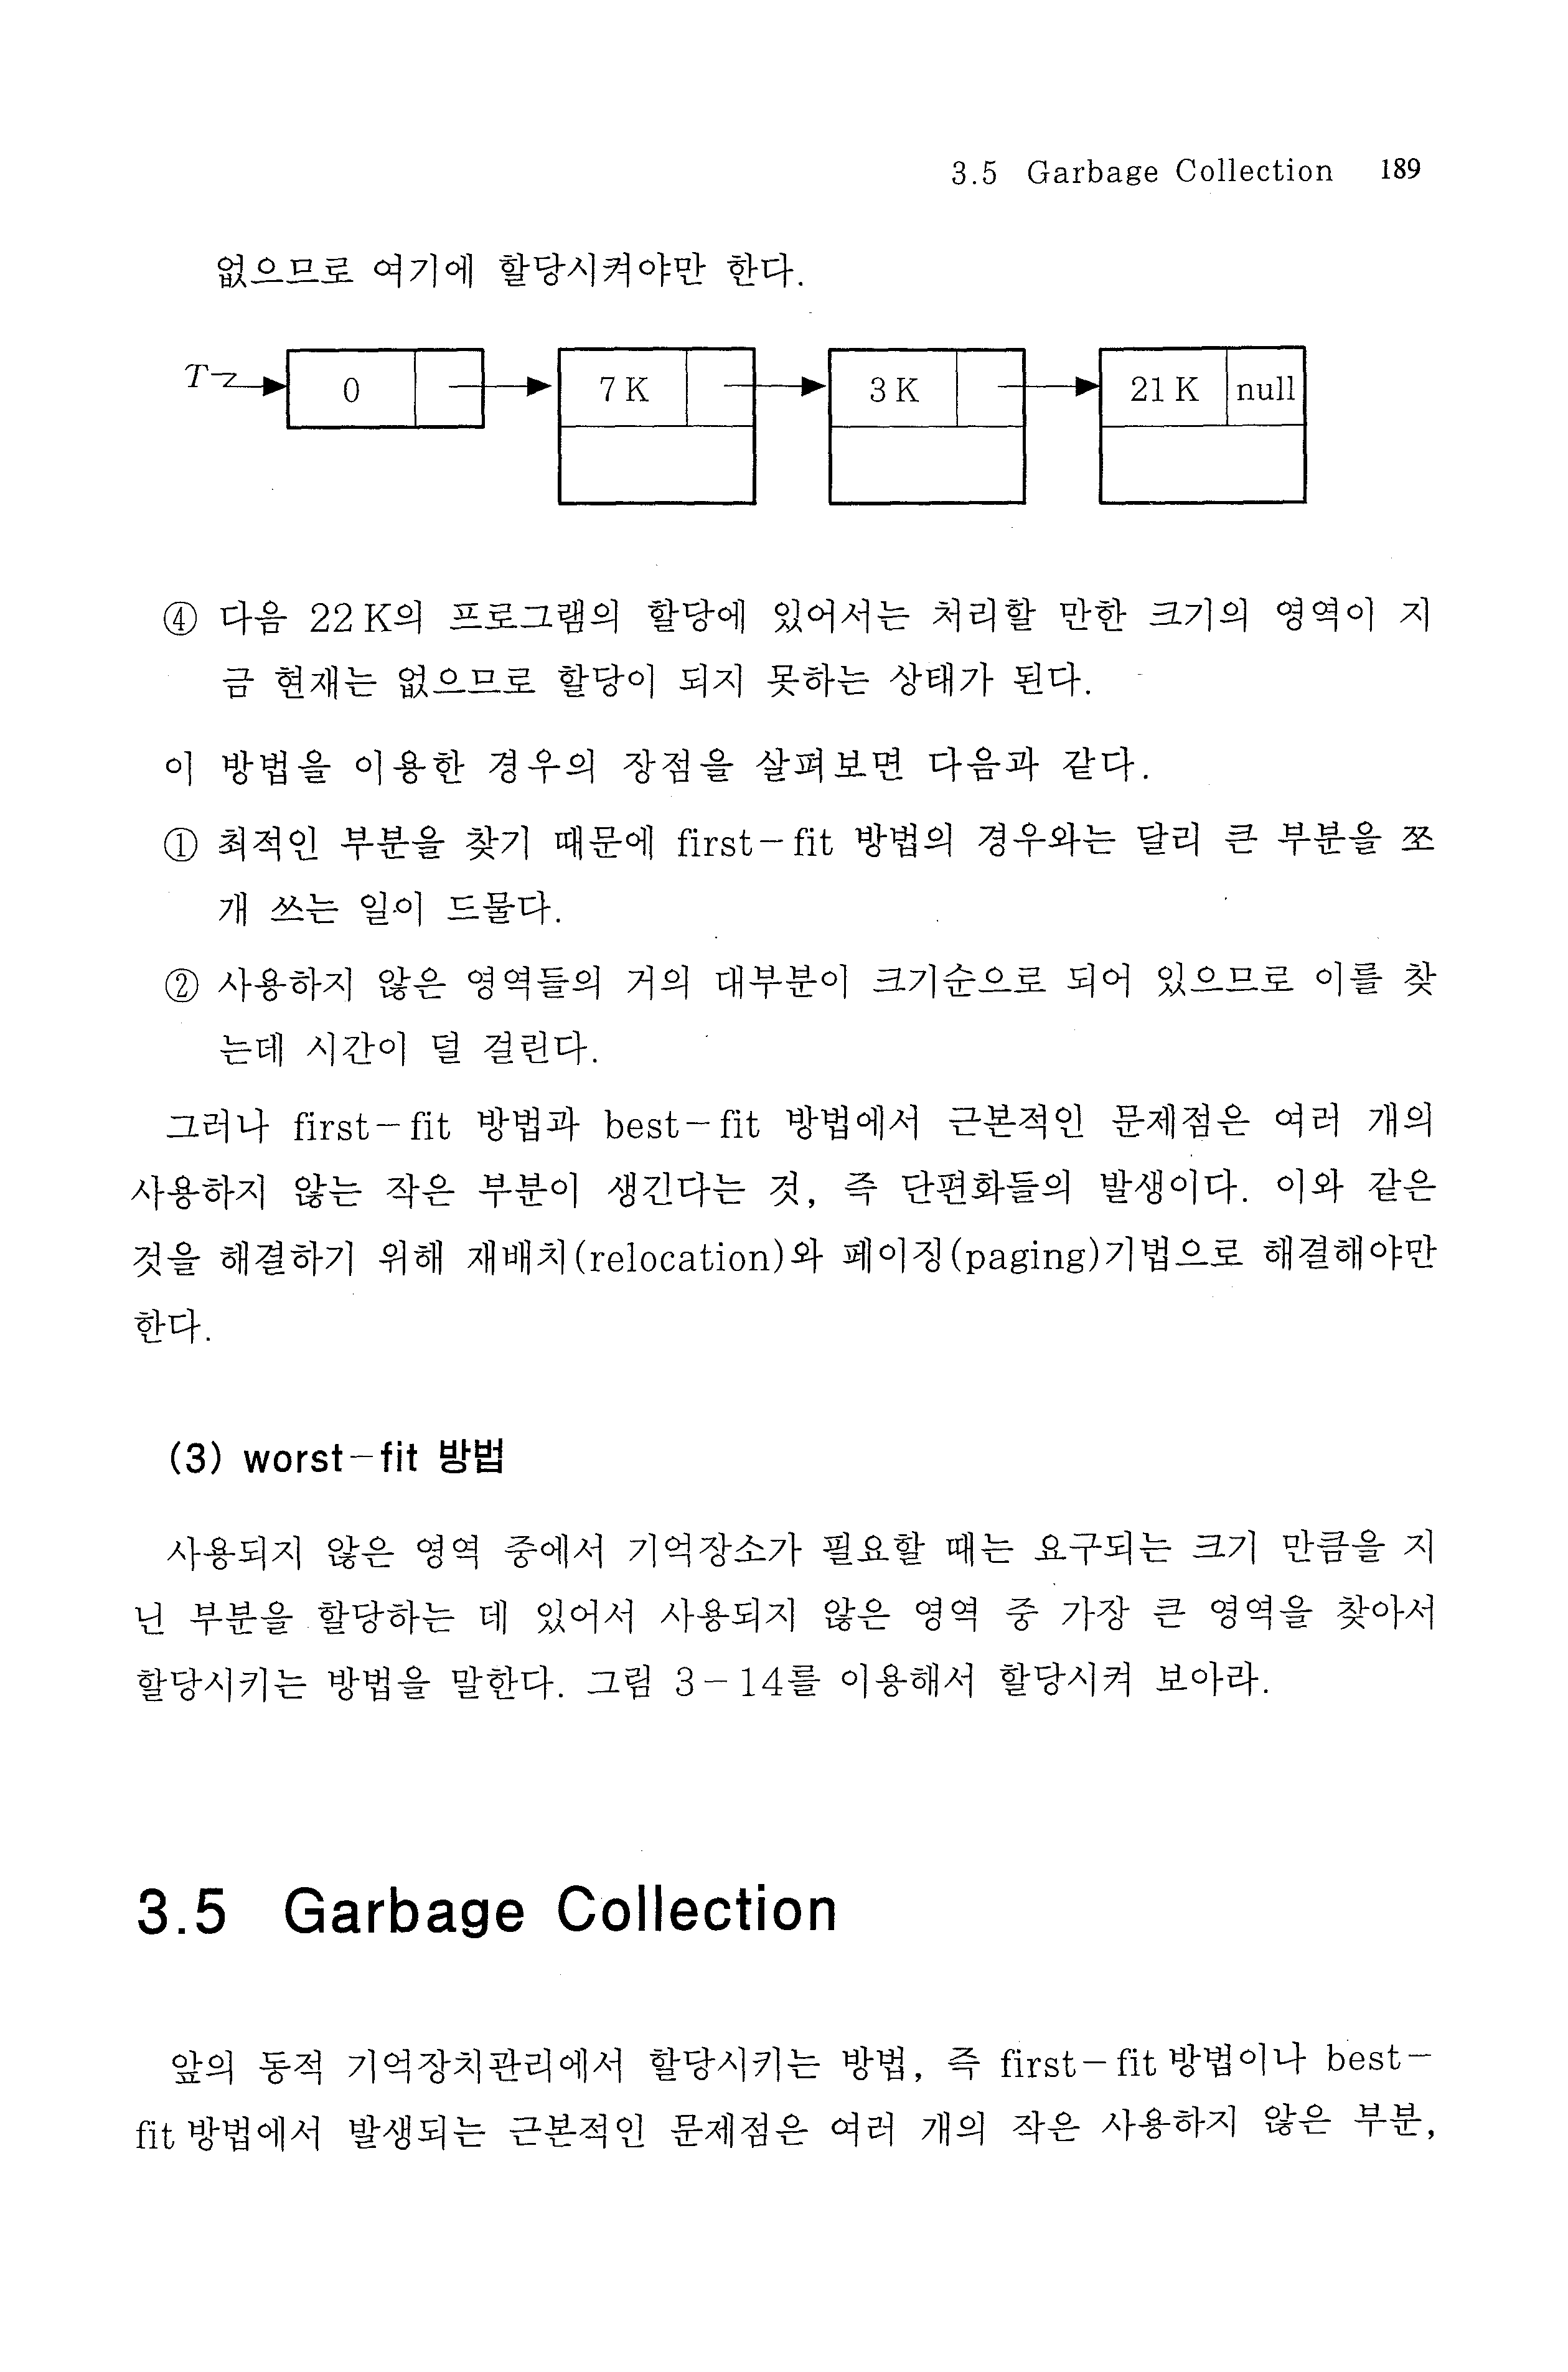 3.5 Garbage Collection 189
없으므로 여기에 할당시켜야만 한다.
T 0 7 K 3 K 21 K null
④ 다음 22 K의 프로그램의 할당에 있어서는 처리할 만한 크기의 영역이 지
금 현재는 없으므로 할당이 되지 못하는 상태가 된다.
이 방법을 이용한 경우의 장점을 살펴보면 다음과 같다.
① 최적인 부분을 찾기 때문에 first-fit 방법의 경우와는 달리 큰 부분을 쪼
개 쓰는 일이 드물다.
② 사용하지 않은 영역들의 거의 대부분이 크기순으로 되어 있으므로 이를 찾
는데 시간이 덜 걸린다.
그러나 first-fit 방법과 best-fit 방법에서 근본적인 문제점은 여러 개의
사용하지 않는 작은 부분이 생긴다는 것, 즉 단편화들의 발생이다. 이와 같은
것을 해결하기 위해 재배치(relocation)와 페이징(paging)기법으로 해결해야만
한다.
(3) worst-fit 방법
사용되지 않은 영역 중에서 기억장소가 필요할 때는 요구되는 크기 만큼을 지
닌 부분을 할당하는 데 있어서 사용되지 않은 영역 중 가장 큰 영역을 찾아서
할당시키는 방법을 말한다. 그림 3-14를 이용해서 할당시켜 보아라.
3.5 Garbage Collection
앞의 동적 기억장치관리에서 할당시키는 방법, 즉 first-fit 방법이나 best-
fit 방법에서 발생되는 근본적인 문제점은 여러 개의 작은 사용하지 않은 부분,